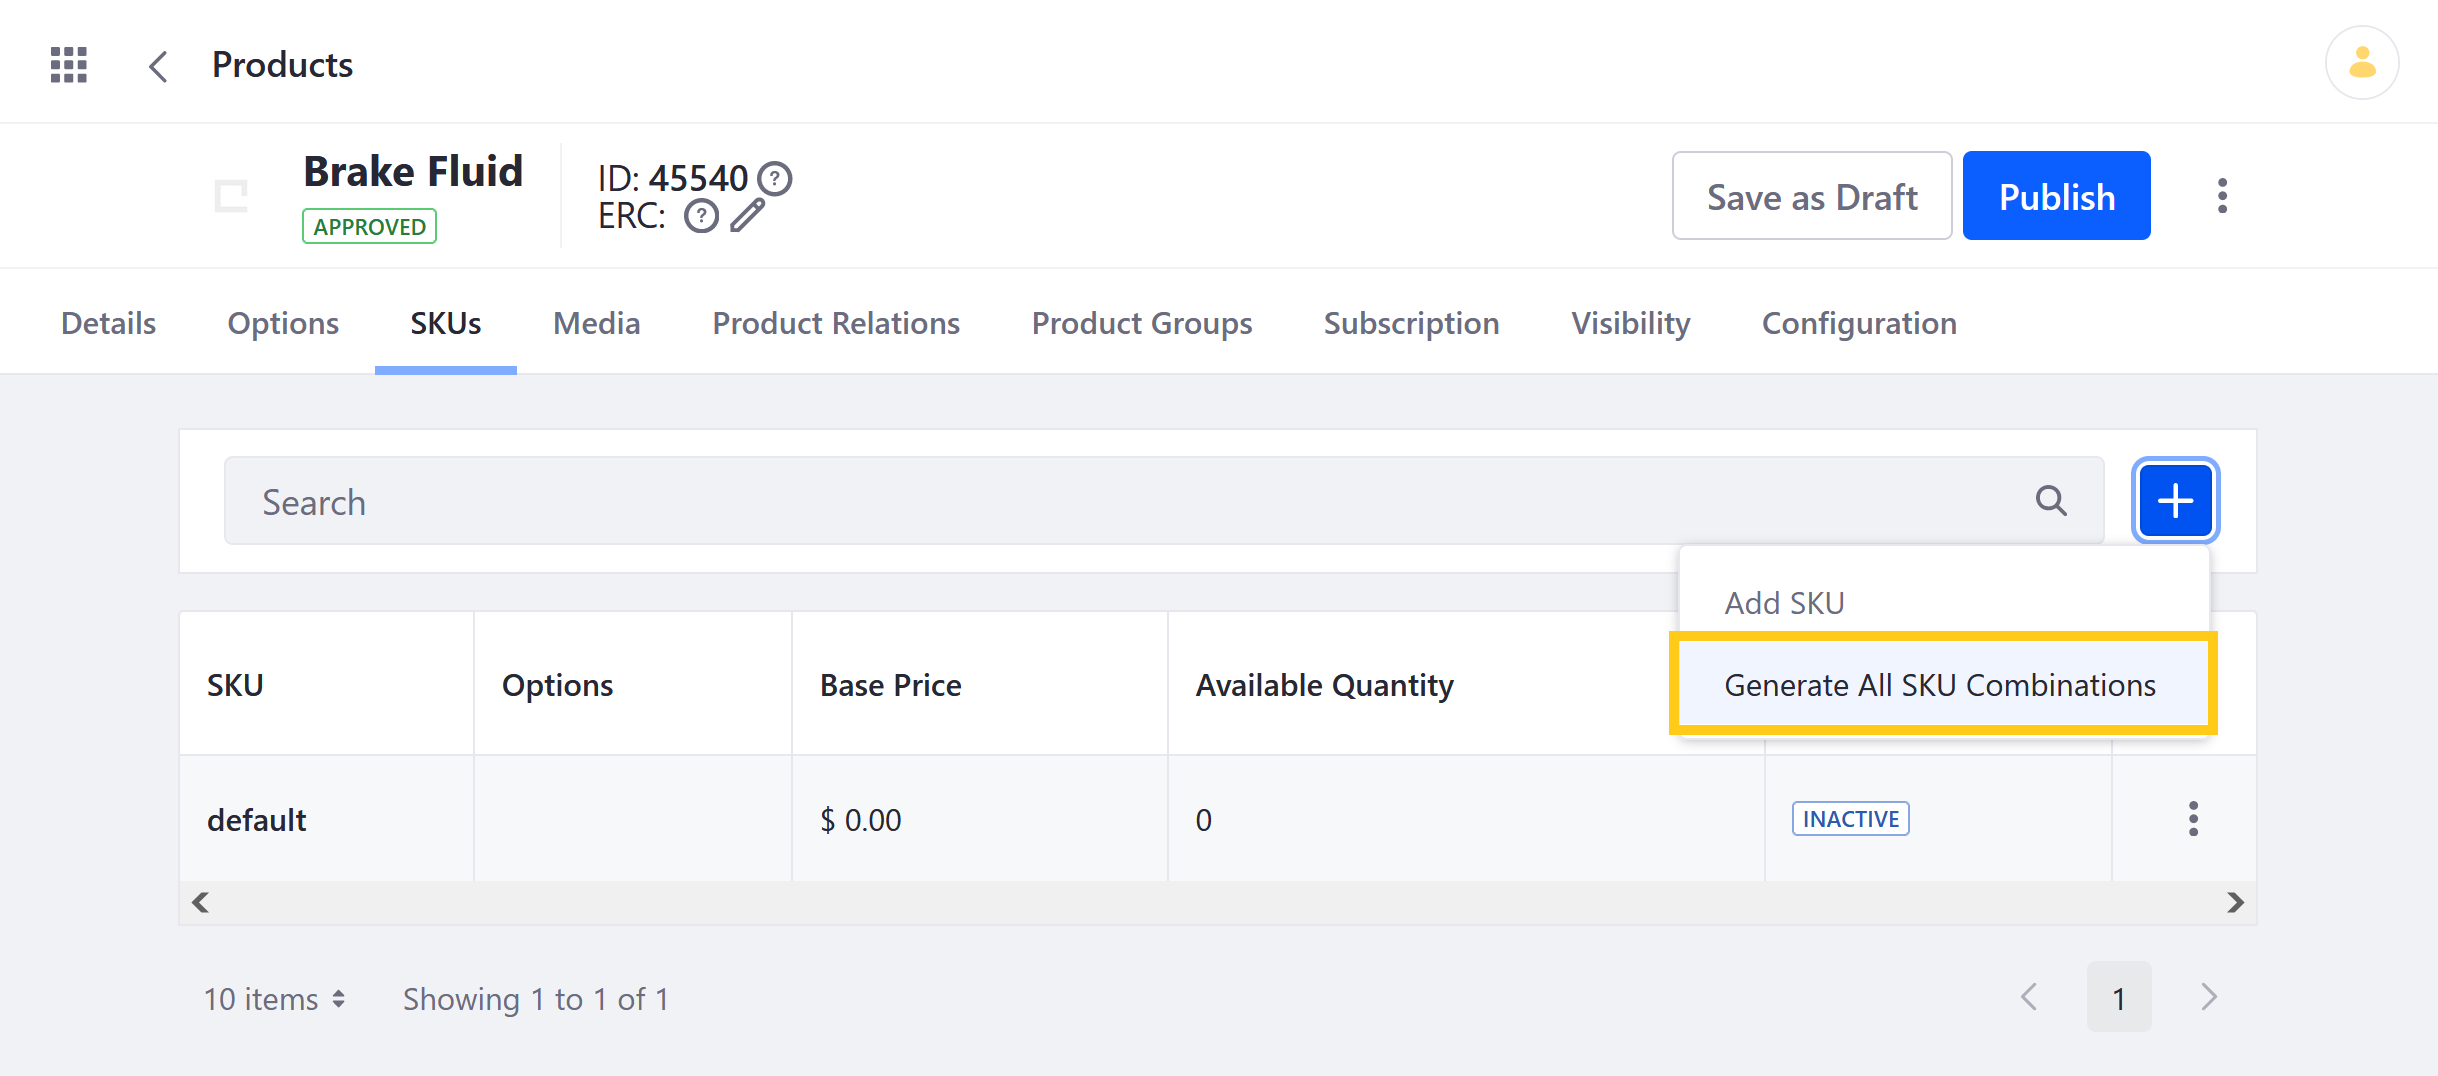 Products
Brake Fluid
APPROVED
ID: 45540 ?
ERC: ?
Save as Draft
Publish
Details Options SKUs Media Product Relations Product Groups Subscription Visibility Configuration
Search
Add SKU
Generate All SKU Combinations
SKU Options Base Price Available Quantity
default $ 0.00 0 INACTIVE
10 items Showing 1 to 1 of 1 1